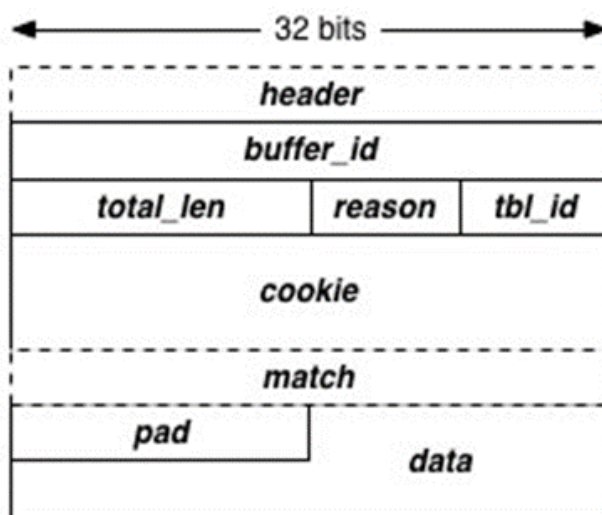 32 bits
header
buffer_id
total_len reason tbl_id
cookie
match
pad
data